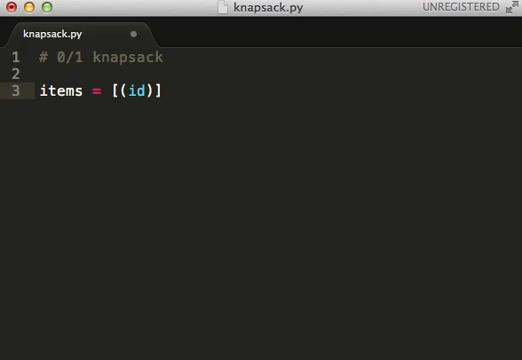 knapsack.py
UNREGISTERED
knapsack.py
1 # 0/1 knapsack
2
3 items = [(id)]